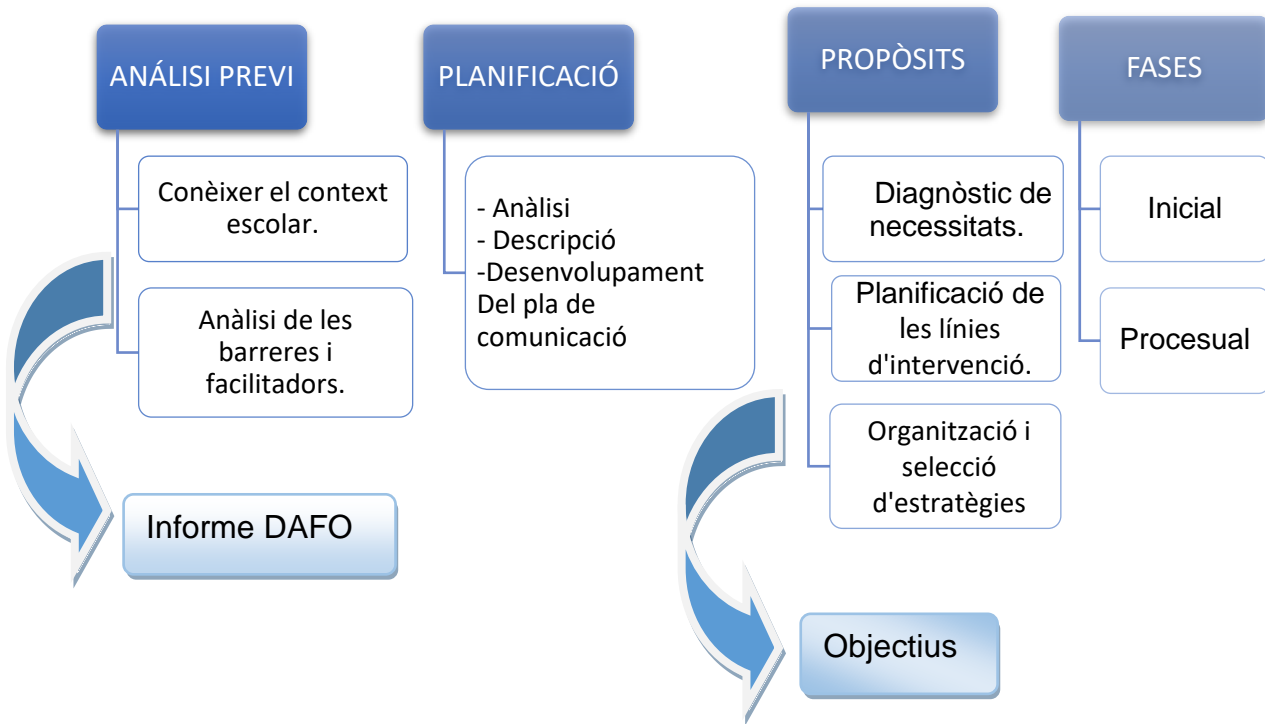 ANÁLISI PREVI
Conèixer el context
escolar.
Anàlisi de les
barreres i
facilitadors.
Informe DAFO
PLANIFICACIÓ
- Anàlisi
- Descripció
-Desenvolupament
Del pla de
comunicació
PROPÒSITS
Diagnòstic de
necessitats.
Planificació de
les línies
d'intervenció.
Organització i
selecció
d'estratègies
Objectius
FASES
Inicial
Procesual